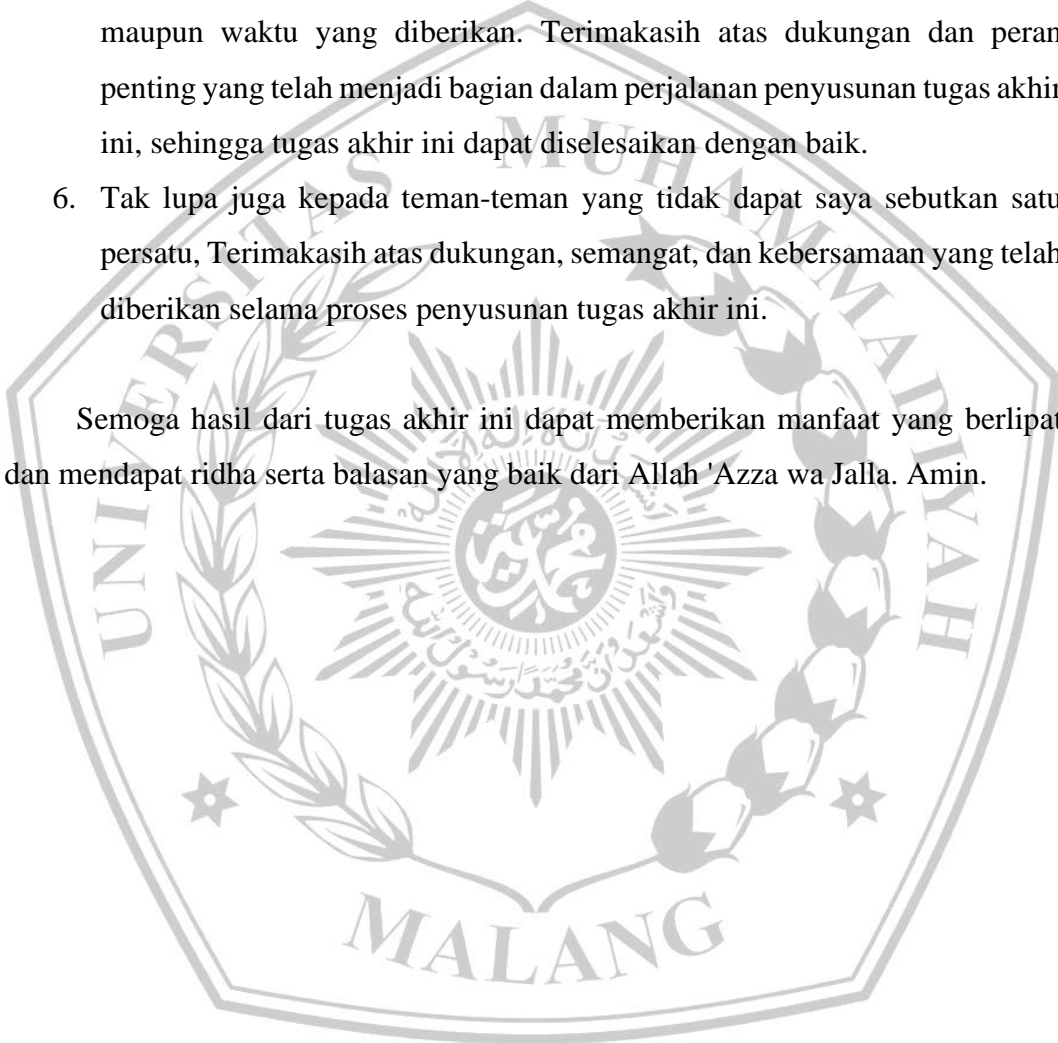 maupun waktu yang diberikan. Terimakasih atas dukungan dan peran
penting yang telah menjadi bagian dalam perjalanan penyusunan tugas akhir
ini, sehingga tugas akhir ini dapat diselesaikan dengan baik.
6. Tak lupa juga kepada teman-teman yang tidak dapat saya sebutkan satu
persatu, Terimakasih atas dukungan, semangat, dan kebersamaan yang telah
diberikan selama proses penyusunan tugas akhir ini.
Semoga hasil dari tugas akhir ini dapat memberikan manfaat yang berlipat
dan mendapat ridha serta balasan yang baik dari Allah 'Azza wa Jalla. Amin.
UNIVERSITAS MUHAMMADIYAH
MALANG